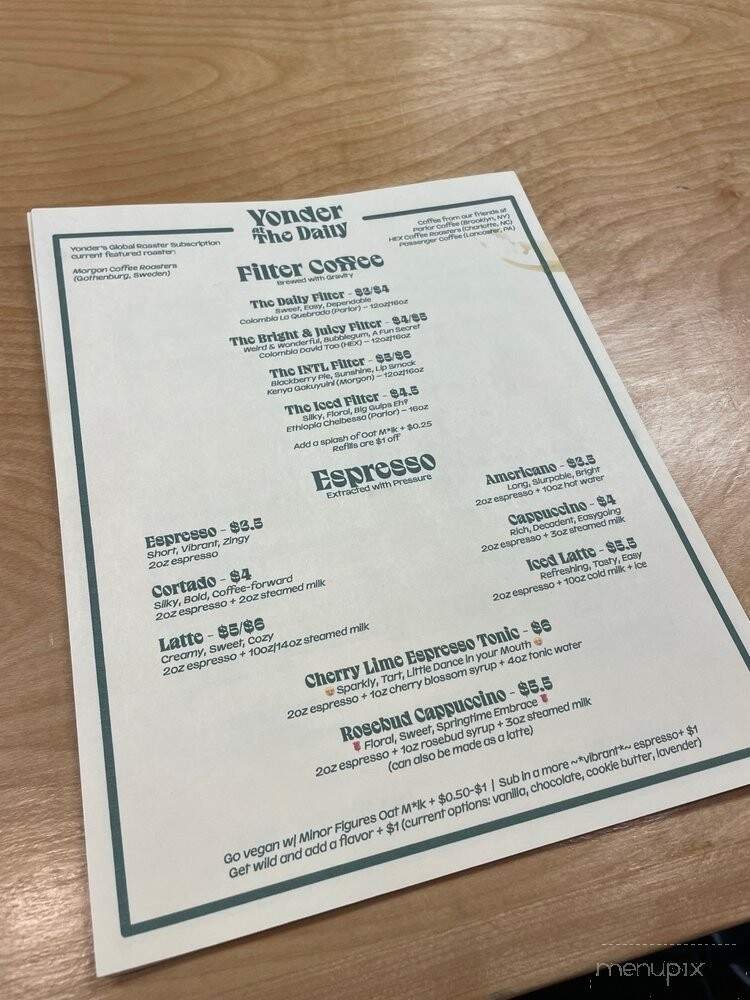 Yonder
at
The Daily
Yonder's Global Roaster Subscription
current featured roaster:
Morgon Coffee Roasters
(Gothenburg, Sweden)
Coffee from our friends at
Parlor Coffee (Brooklyn, NY)
HEX Coffee Roasters (Charlotte, NC)
Passenger Coffee (Lancaster, PA)
Filter Coffee
Brewed with Gravity
The Daily Filter - $3/$4
Sweet, Easy, Dependable
Colombia La Quebrada (Parlor) - 12oz|16oz
The Bright & Juicy Filter - $4/$5
Weird & Wonderful, Bubblegum, A Fun Secret
Colombia David Tao (HEX) - 12oz|16oz
The INTL Filter - $5/$6
Blackberry Pie, Sunshine, Lip Smack
Kenya Gakuyuini (Morgon) - 12oz|16oz
The Iced Filter - $4.5
Silky, Floral, Big Gulps Eh?
Ethiopia Chelbessa (Parlor) - 16oz
Add a splash of Oat M*lk + $0.25
Refills are $1 off
Espresso
Extracted with Pressure
Espresso - $3.5
Short, Vibrant, Zingy
2oz espresso
Cortado - $4
Silky, Bold, Coffee-forward
2oz espresso + 2oz steamed milk
Latte - $5/$6
Creamy, Sweet, Cozy
2oz espresso + 10oz|14oz steamed milk
Americano - $3.5
Long, Slurpable, Bright
2oz espresso + 10oz hot water
Cappuccino - $4
Rich, Decadent, Easygoing
2oz espresso + 3oz steamed milk
Iced Latte - $5.5
Refreshing, Tasty, Easy
2oz espresso + 10oz cold milk + ice
Cherry Lime Espresso Tonic - $6
Sparkly, Tart, Little Dance in your Mouth
2oz espresso + 1oz cherry blossom syrup + 4oz tonic water
Rosebud Cappuccino - $5.5
Floral, Sweet, Springtime Embrace
2oz espresso + 1oz rosebud syrup + 3oz steamed milk
(can also be made as a latte)
Go vegan w/ Minor Figures Oat M*lk + $0.50-$1 | Sub in a more ~*vibrant*~ espresso+ $1
Get wild and add a flavor + $1 (current options: vanilla, chocolate, cookie butter, lavender)
menupix